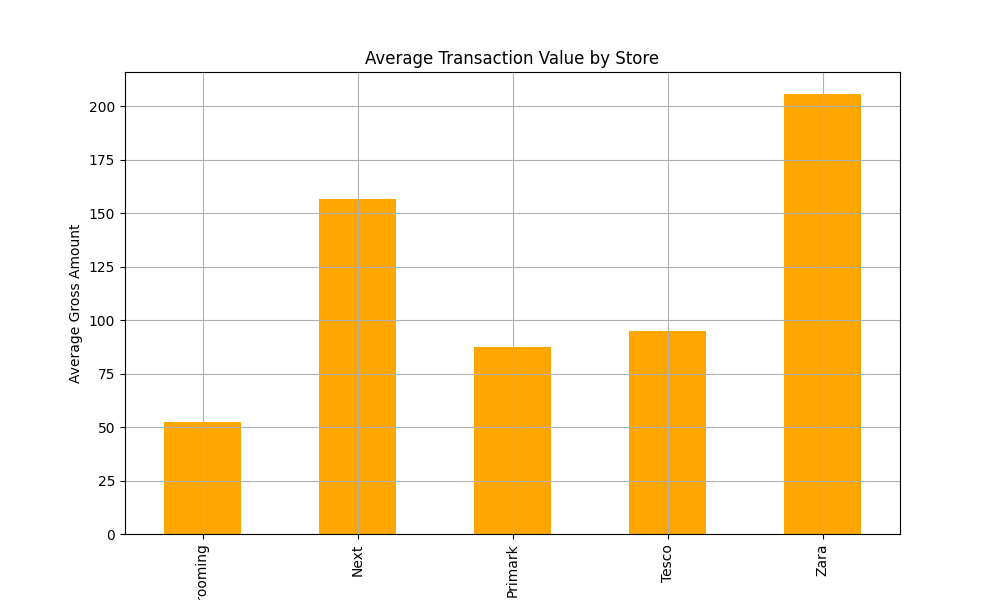 Average Transaction Value by Store
Average Gross Amount
200
175
150
125
100
75
50
25
0
rooming
Next
Primark
Tesco
Zara